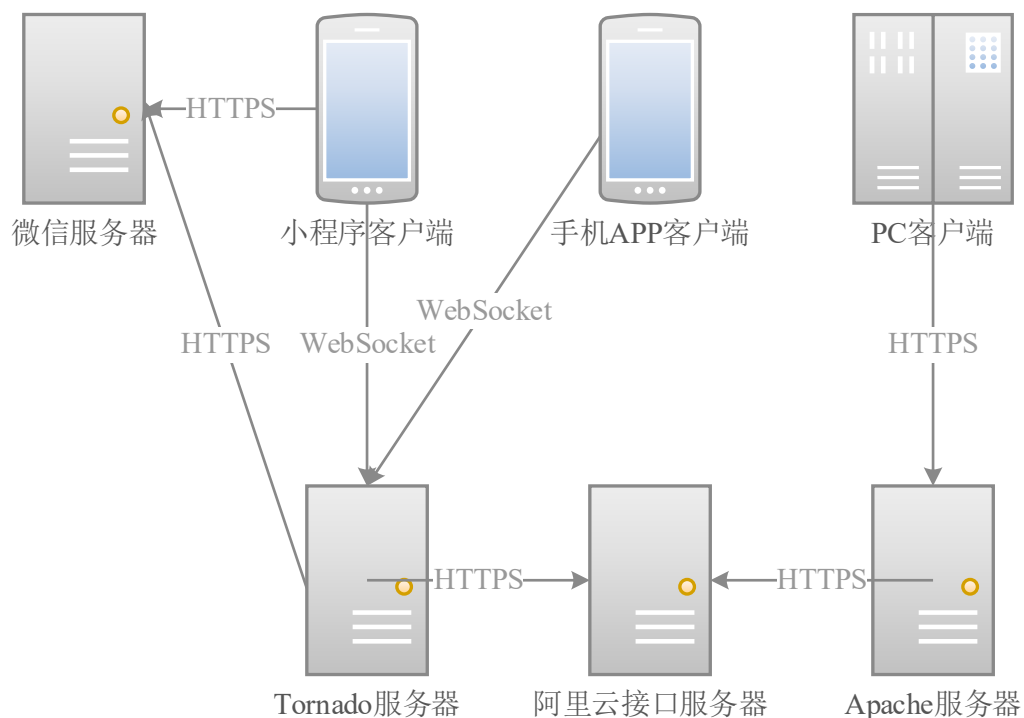 HTTPS
微信服务器
小程序客户端
手机APP客户端
PC客户端
WebSocket
HTTPS
WebSocket
HTTPS
HTTPS
HTTPS
Tornado服务器
阿里云接口服务器
Apache服务器